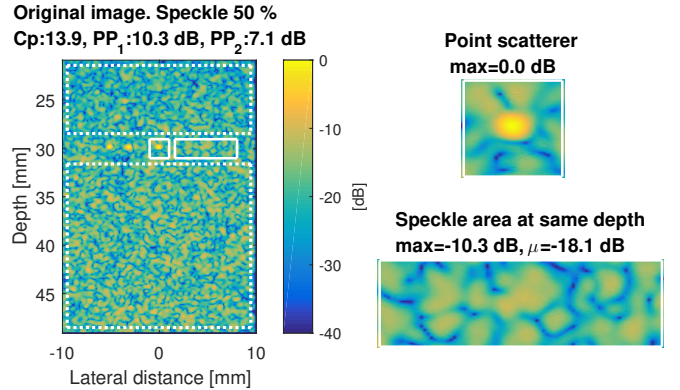 Original image. Speckle 50 %
Cp:13.9, PP1:10.3 dB, PP2:7.1 dB
25
30
35
40
45
Depth [mm]
-10
0
10
Lateral distance [mm]
0
-10
-20
-30
-40
[dB]
Point scatterer
max=0.0 dB
Speckle area at same depth
max=-10.3 dB, μ=-18.1 dB